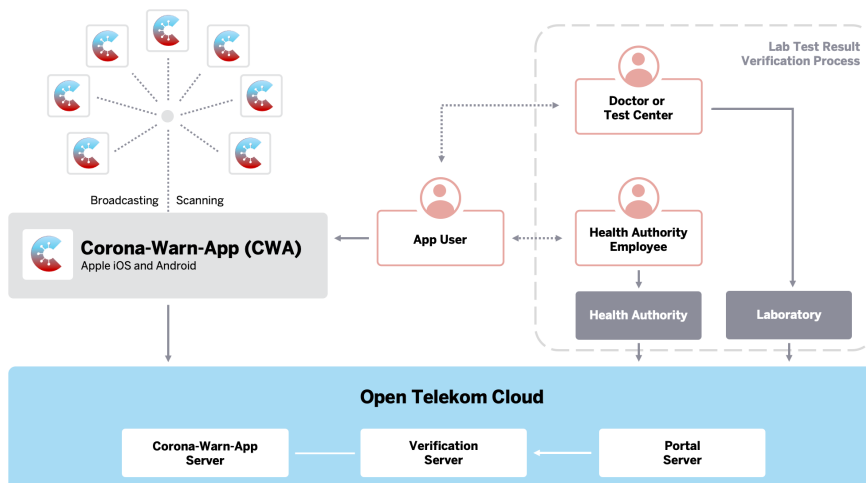 Lab Test Result
Verification Process
Doctor or
Test Center
Broadcasting
Scanning
Corona-Warn-App (CWA)
Apple iOS and Android
App User
Health Authority
Employee
Health Authority
Laboratory
Open Telekom Cloud
Corona-Warn-App
Server
Verification
Server
Portal
Server